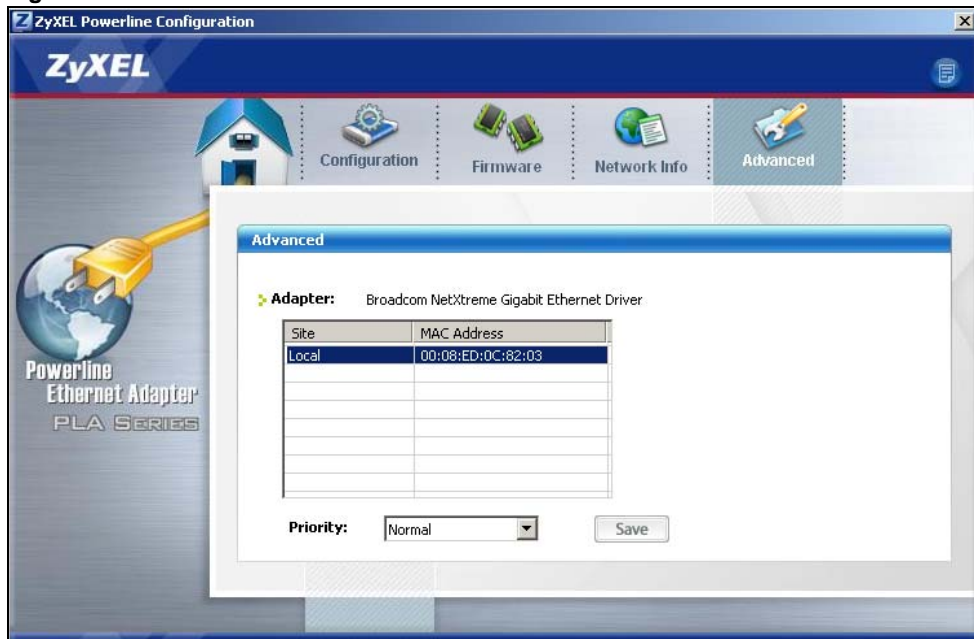 ZyXEL Powerline Configuration
ZyXEL
Configuration
Firmware
Network Info
Advanced
Advanced
Adapter: Broadcom NetXtreme Gigabit Ethernet Driver
Site MAC Address
Local 00:08:ED:0C:82:03
Powerline
Ethernet Adapter
PLA SERIES
Priority: Normal Save